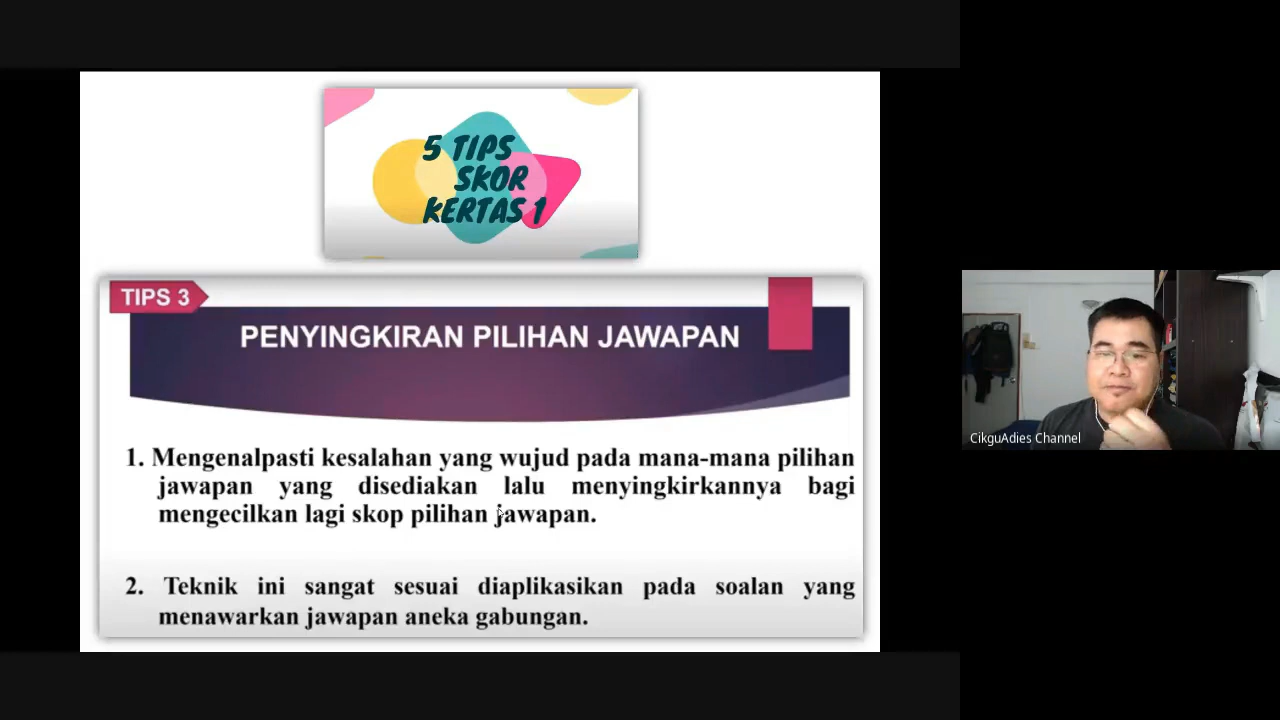 5 TIPS
SKOR
KERTAS 1
TIPS 3
PENYINGKIRAN PILIHAN JAWAPAN
1. Mengenalpasti kesalahan yang wujud pada mana-mana pilihan
jawapan yang disediakan lalu menyingkirkannya bagi
mengecilkan lagi skop pilihan jawapan.
2. Teknik ini sangat sesuai diaplikasikan pada soalan yang
menawarkan jawapan aneka gabungan.
CikguAdies Channel